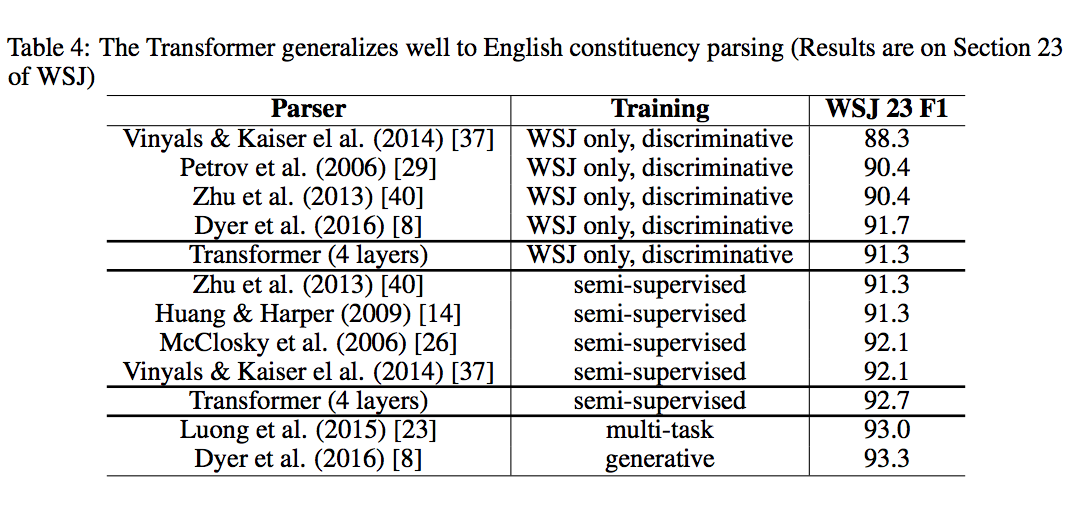 Table 4: The Transformer generalizes well to English constituency parsing (Results are on Section 23
of WSJ)
Parser Training WSJ 23 F1
Vinyals & Kaiser el al. (2014) [37] WSJ only, discriminative 88.3
Petrov et al. (2006) [29] WSJ only, discriminative 90.4
Zhu et al. (2013) [40] WSJ only, discriminative 90.4
Dyer et al. (2016) [8] WSJ only, discriminative 91.7
Transformer (4 layers) WSJ only, discriminative 91.3
Zhu et al. (2013) [40] semi-supervised 91.3
Huang & Harper (2009) [14] semi-supervised 91.3
McClosky et al. (2006) [26] semi-supervised 92.1
Vinyals & Kaiser el al. (2014) [37] semi-supervised 92.1
Transformer (4 layers) semi-supervised 92.7
Luong et al. (2015) [23] multi-task 93.0
Dyer et al. (2016) [8] generative 93.3